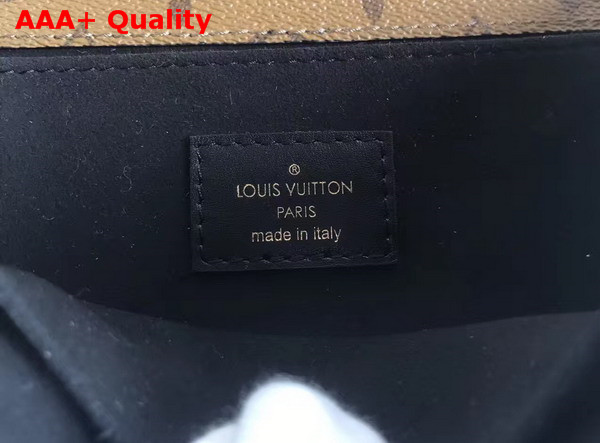 AAA+ Quality
®
LOUIS VUITTON
PARIS
made in italy